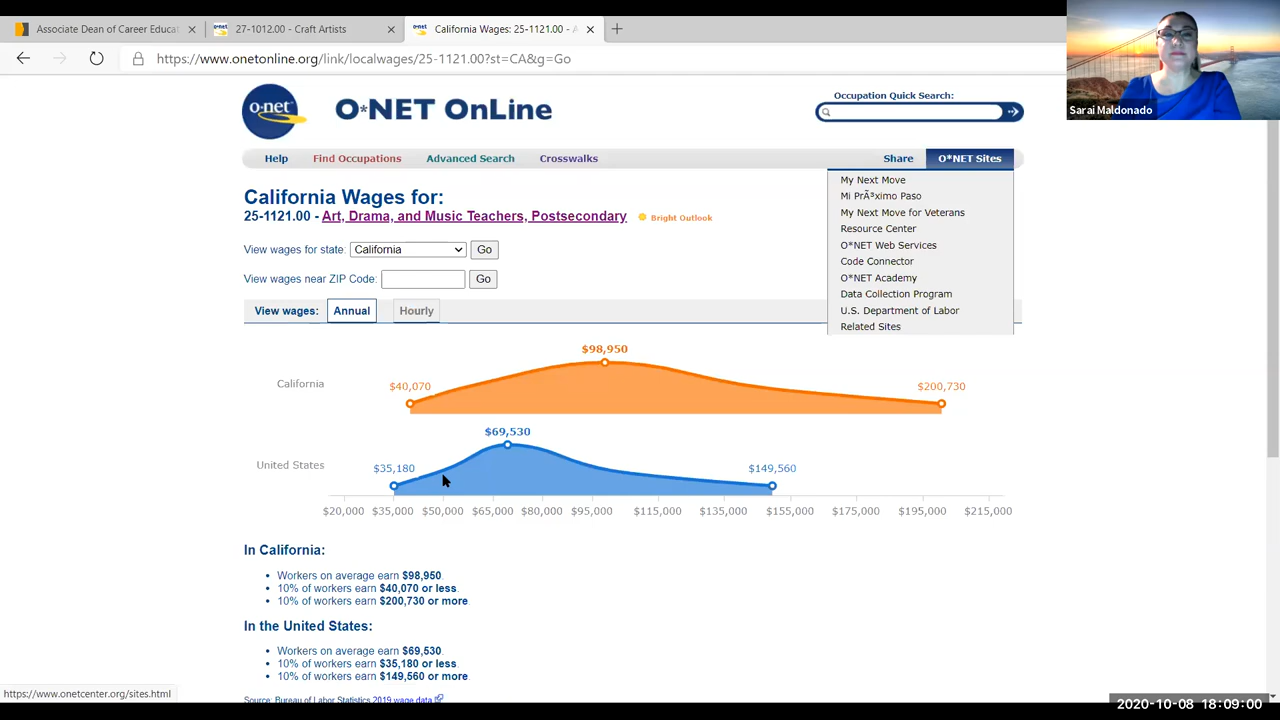 Associate Dean of Career Educat
27-1012.00 - Craft Artists
California Wages: 25-1121.00 - A
https://www.onetonline.org/link/localwages/25-1121.00?st=CA&g=Go
Sarai Maldonado
o·net
O*NET OnLine
Occupation Quick Search:
Help
Find Occupations
Advanced Search
Crosswalks
Share
O*NET Sites
My Next Move
Mi PrÃ³ximo Paso
My Next Move for Veterans
Resource Center
O*NET Web Services
Code Connector
O*NET Academy
Data Collection Program
U.S. Department of Labor
Related Sites
California Wages for:
25-1121.00 - Art, Drama, and Music Teachers, Postsecondary
Bright Outlook
View wages for state: California Go
View wages near ZIP Code: Go
View wages: Annual Hourly
$98,950
California
$40,070
$200,730
$69,530
United States
$35,180
$149,560
$20,000 $35,000 $50,000 $65,000 $80,000 $95,000 $115,000 $135,000 $155,000 $175,000 $195,000 $215,000
In California:
• Workers on average earn $98,950.
• 10% of workers earn $40,070 or less.
• 10% of workers earn $200,730 or more.
In the United States:
• Workers on average earn $69,530.
• 10% of workers earn $35,180 or less.
• 10% of workers earn $149,560 or more.
Source: Bureau of Labor Statistics 2019 wage data
https://www.onetcenter.org/sites.html
2020-10-08 18:09:00